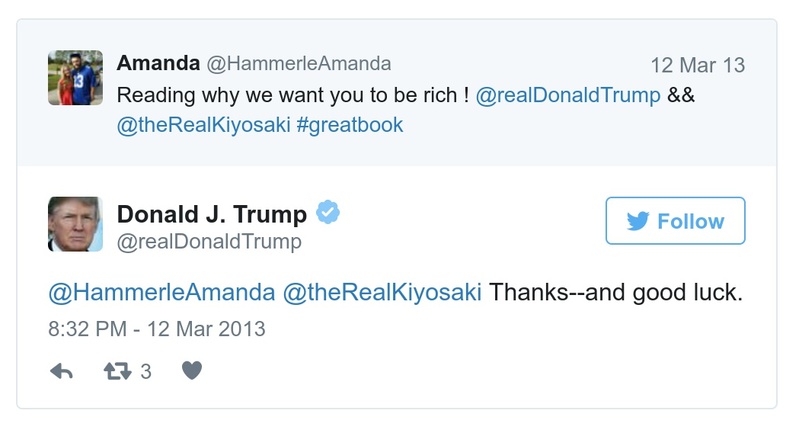 Amanda @HammerleAmanda 12 Mar 13
Reading why we want you to be rich ! @realDonaldTrump &&
@theRealKiyosaki #greatbook
Donald J. Trump
@realDonaldTrump
Follow
@HammerleAmanda @theRealKiyosaki Thanks--and good luck.
8:32 PM - 12 Mar 2013
3